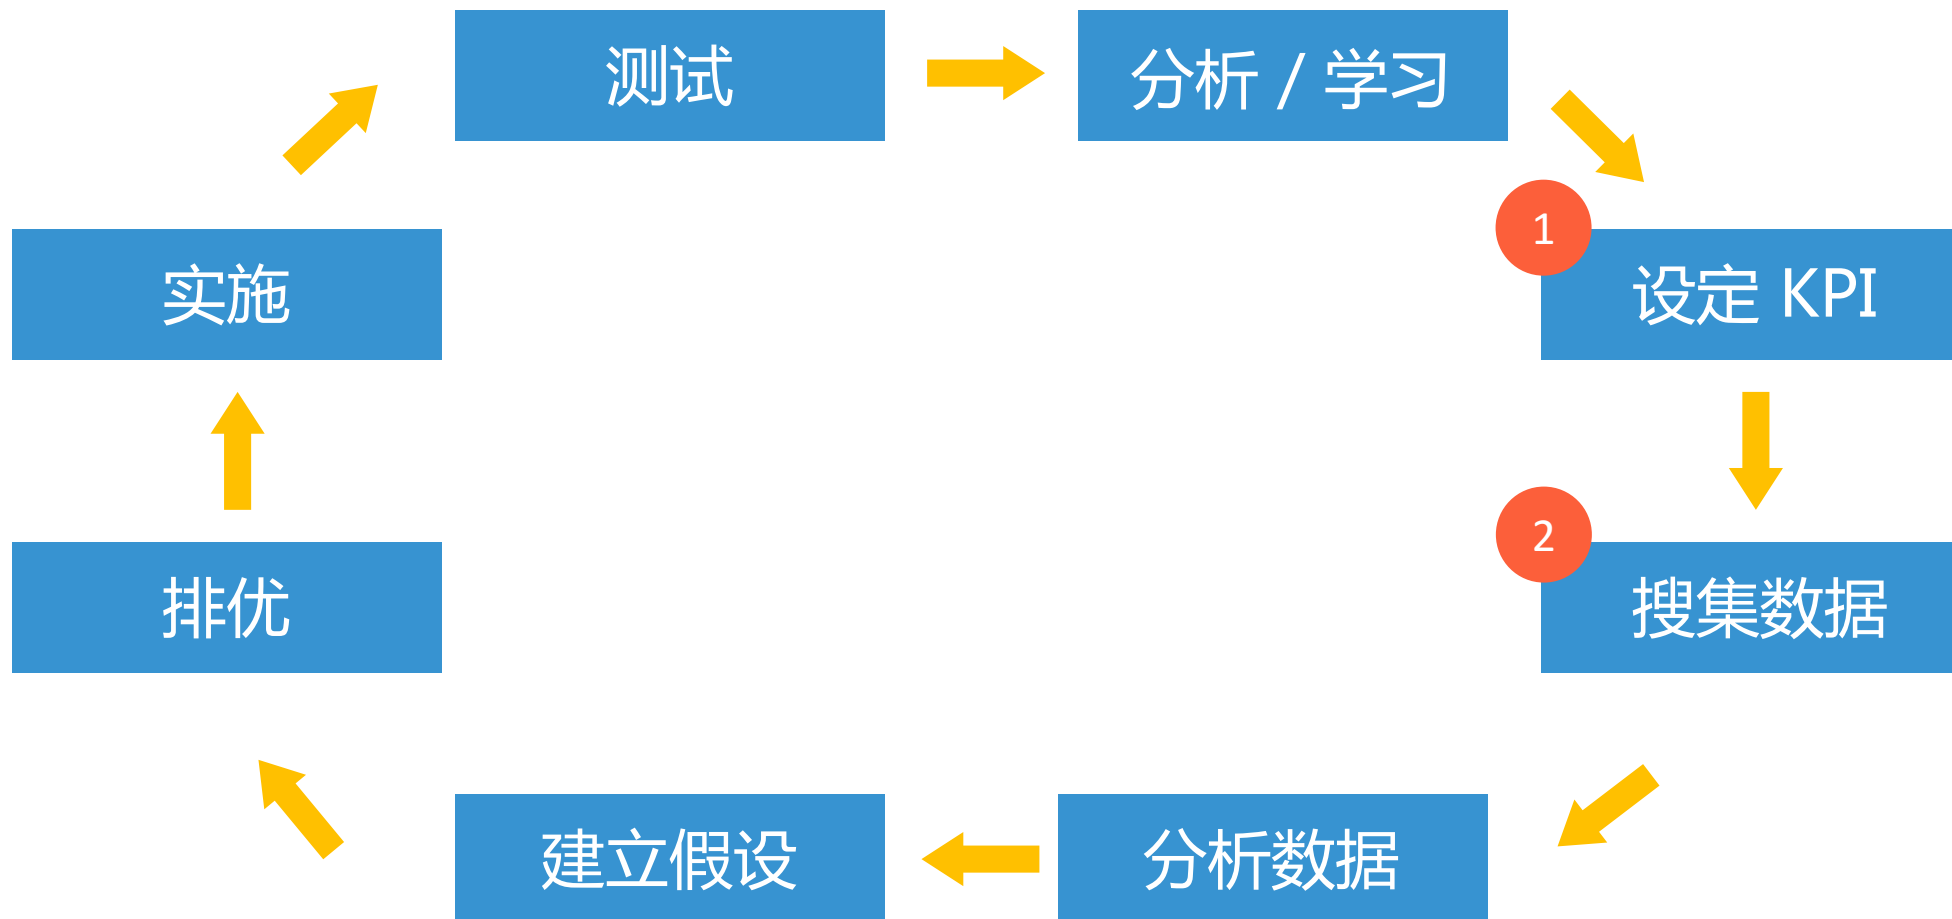 测试
分析 / 学习
1
实施
设定 KPI
2
排优
搜集数据
建立假设
分析数据